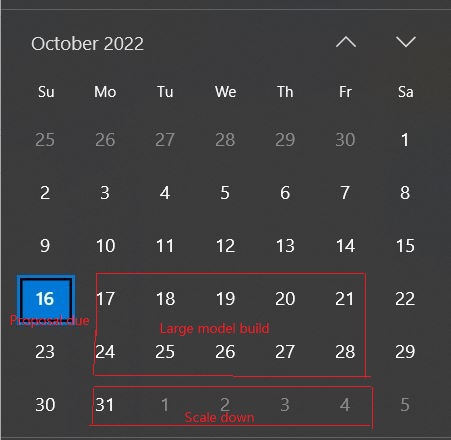 October 2022
Su Mo Tu We Th Fr Sa
25 26 27 28 29 30 1
2 3 4 5 6 7 8
9 10 11 12 13 14 15
16 17 18 19 20 21 22
Proposal due
Large model build
23 24 25 26 27 28 29
30 31 1 2 3 4 5
Scale down